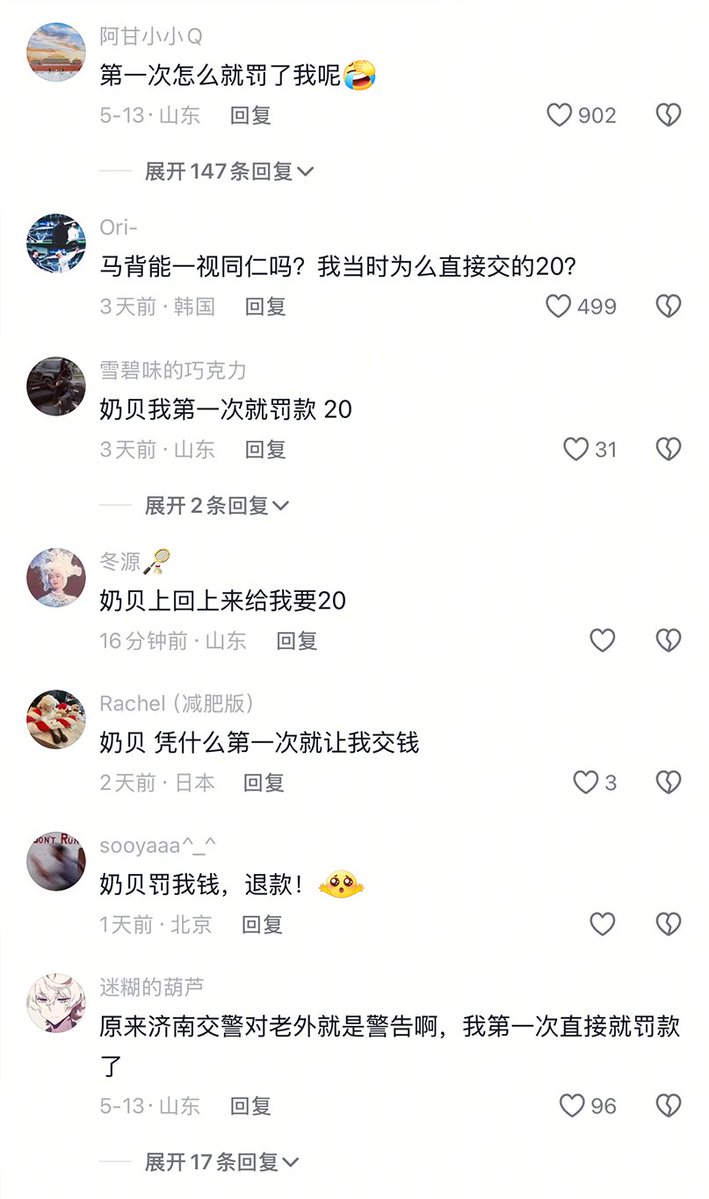 阿甘小小Q
第一次怎么就罚了我呢🤣
5-13·山东 回复 902
展开147条回复
Ori-
马背能一视同仁吗？我当时为么直接交的20？
3天前·韩国 回复 499
雪碧味的巧克力
奶贝我第一次就罚款 20
3天前·山东 回复 31
展开2条回复
冬源🏸
奶贝上回上来给我要20
16分钟前·山东 回复
Rachel（减肥版）
奶贝 凭什么第一次就让我交钱
2天前·日本 回复 3
DON'T RUN
sooyaaa^_^
奶贝罚我钱，退款！🥺
1天前·北京 回复
迷糊的葫芦
原来济南交警对老外就是警告啊，我第一次直接就罚款
了
5-13·山东 回复 96
展开17条回复